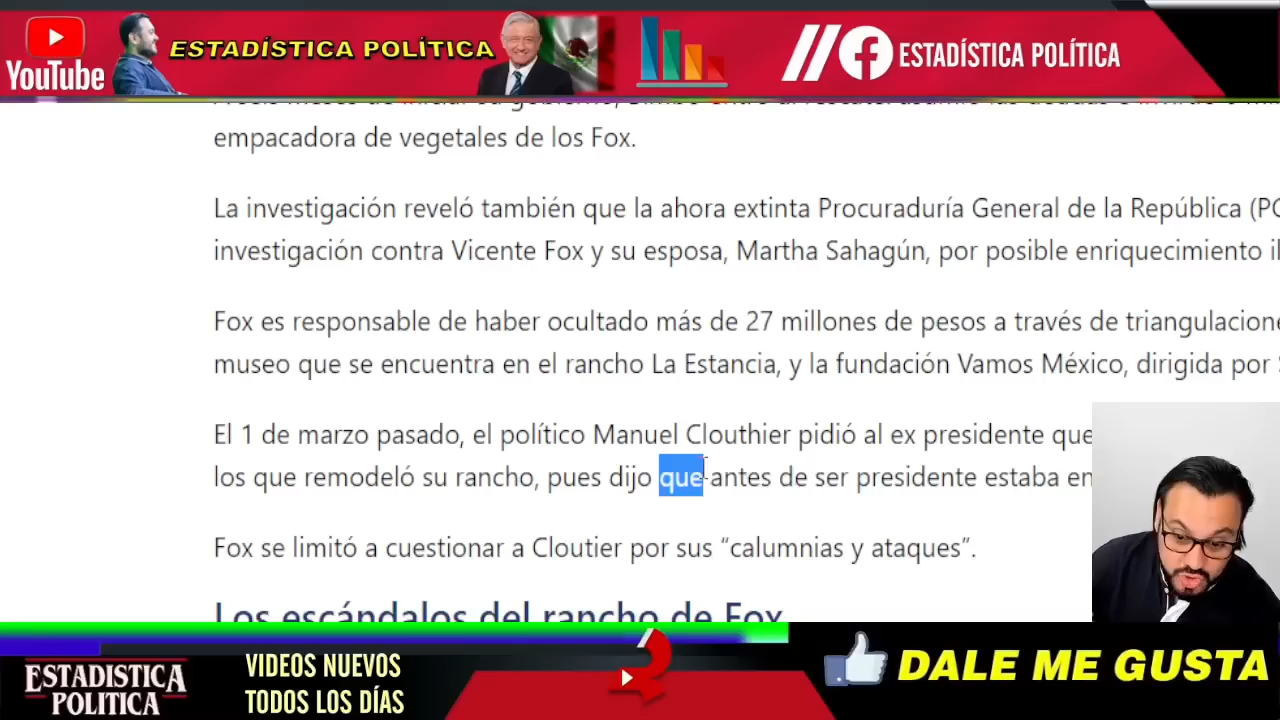 YouTube
ESTADÍSTICA POLÍTICA
ESTADÍSTICA POLÍTICA
empacadora de vegetales de los Fox.
La investigación reveló también que la ahora extinta Procuraduría General de la República
investigación contra Vicente Fox y su esposa, Martha Sahagún, por posible enriquecimiento
Fox es responsable de haber ocultado más de 27 millones de pesos a través de
museo que se encuentra en el rancho La Estancia, y la fundación Vamos México, dirigida por
El 1 de marzo pasado, el político Manuel Clouthier pidió al ex presidente que
los que remodeló su rancho, pues dijo que antes de ser presidente estaba
Fox se limitó a cuestionar a Cloutier por sus “calumnias y ataques”.
Los escándalos del rancho de Fox
ESTADISTICA
POLÍTICA
VIDEOS NUEVOS
TODOS LOS DÍAS
DALE ME GUSTA